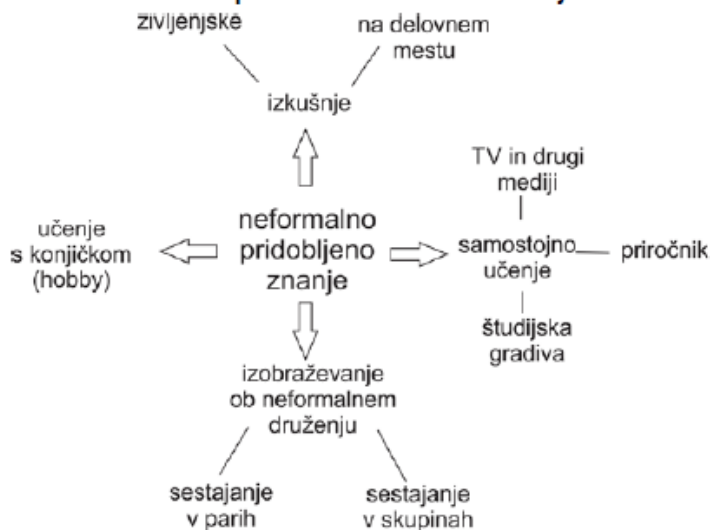 življenjske
na delovnem
mestu
izkušnje
TV in drugi
mediji
neformalno
pridobljeno
znanje
učenje
s konjičkom
(hobby)
samostojno
učenje
priročnik
študijska
gradiva
izobraževanje
ob neformalnem
druženju
sestajanje
v parih
sestajanje
v skupinah